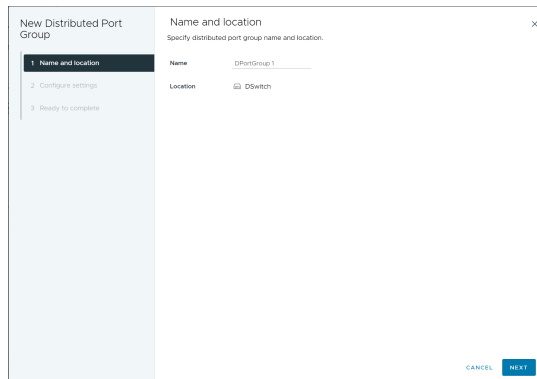 New Distributed Port
Group
1 Name and location
2 Configure settings
3 Ready to complete
Name and location
Specify distributed port group name and location.
Name DPortGroup 1
Location DSwitch
CANCEL NEXT